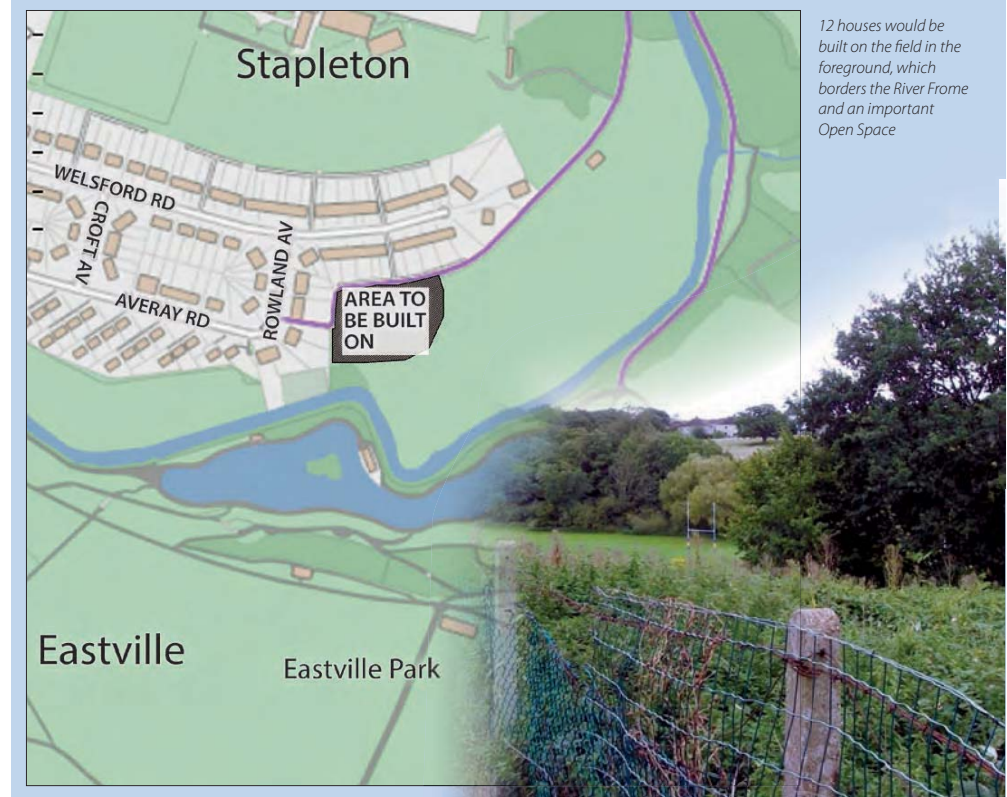 12 houses would be
built on the field in the
foreground, which
borders the River Frome
and an important
Open Space
Stapleton
WELSFORD RD
CROFT AV
ROWLAND AV
AVERAY RD
AREA TO
BE BUILT
ON
Eastville
Eastville Park